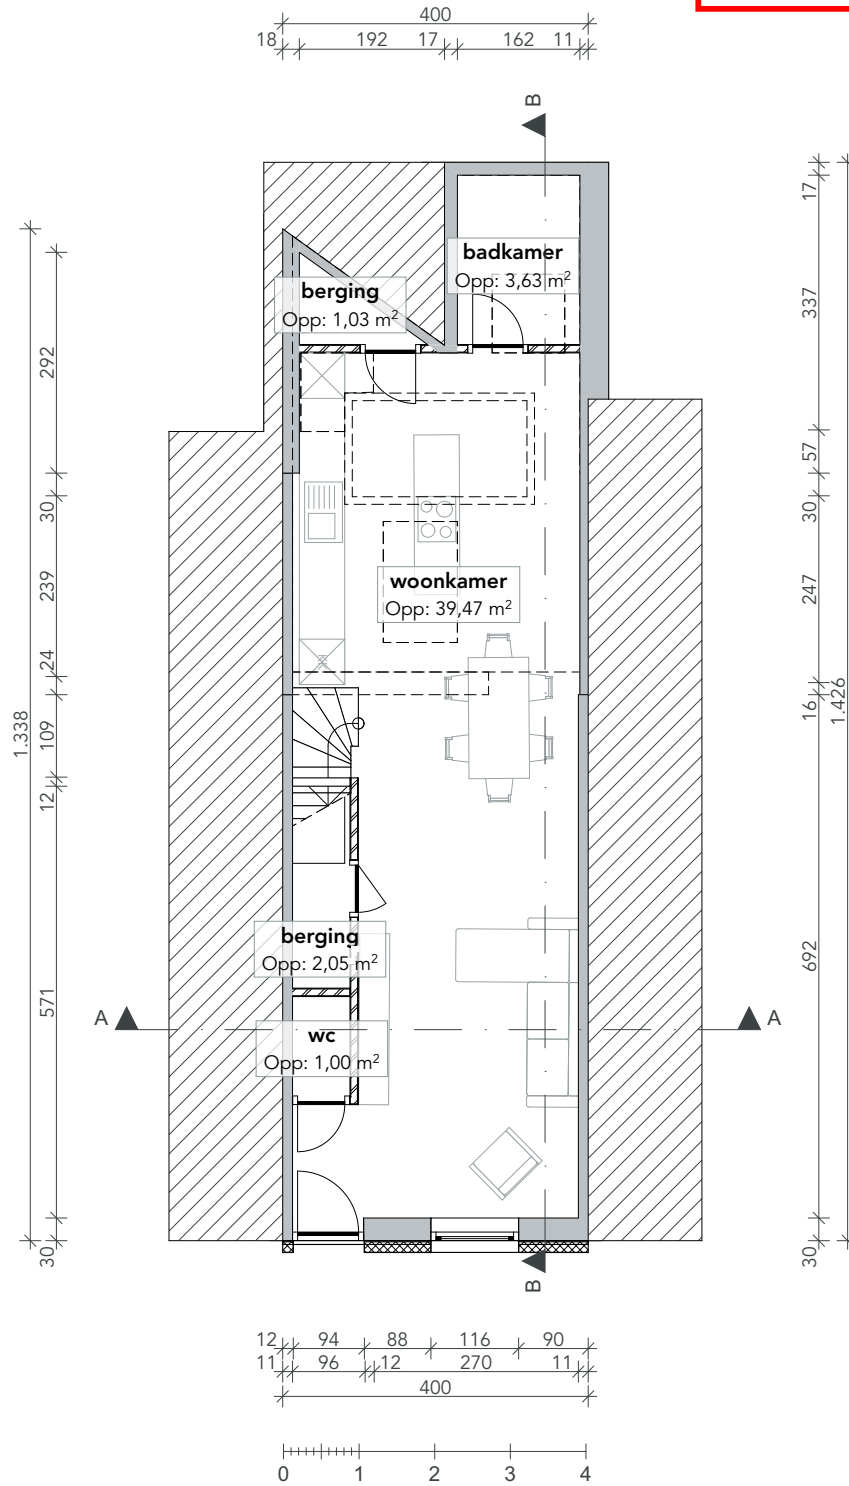 400
18 192 17 162 11
B
17
337
57
30
247
16
1.426
692
30
292
30
239
24
1.338
109
12
571
30
badkamer
Opp: 3,63 m²
berging
Opp: 1,03 m²
woonkamer
Opp: 39,47 m²
berging
Opp: 2,05 m²
A
A
wc
Opp: 1,00 m²
B
12 94 88 116 90
11 96 12 270 11
400
0 1 2 3 4